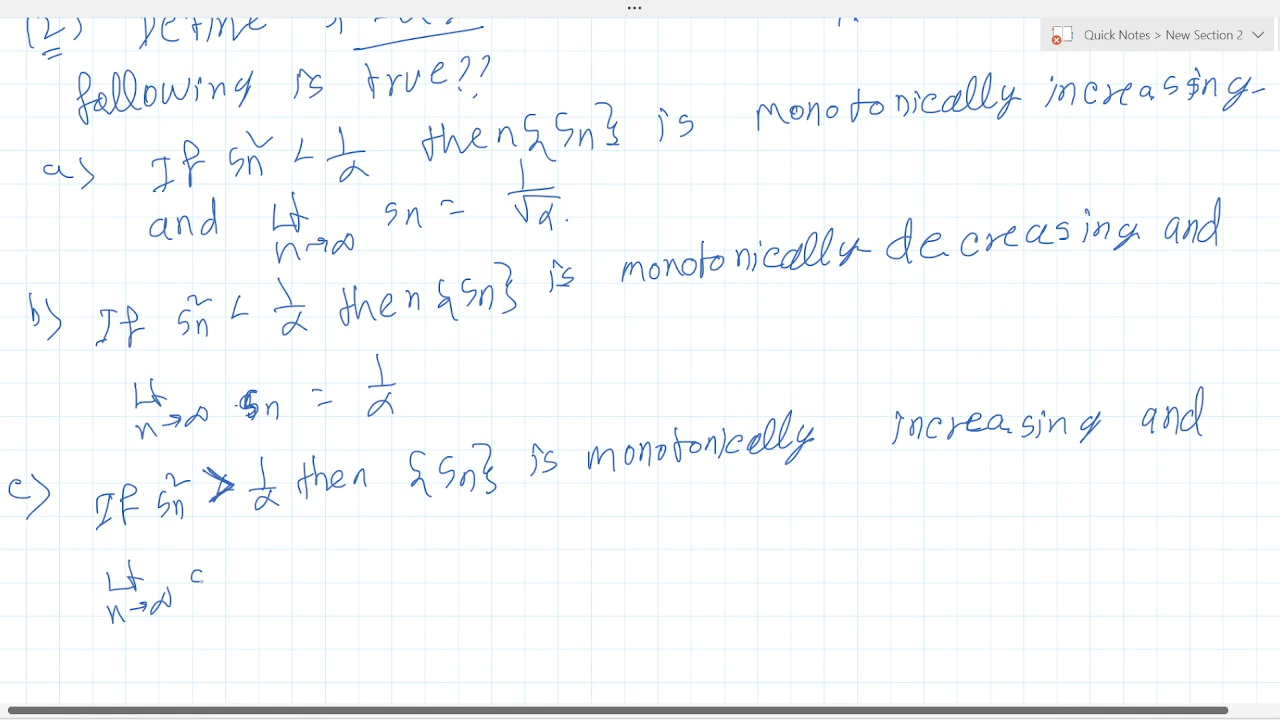 Quick Notes > New Section 2
(2) Define
following is true??
a) If sn² < 1/α then {Sn} is monotonically increasing
and Lt n→∞ sn = 1/√α.
b) If sn² < 1/α then {Sn} is monotonically decreasing and
Lt n→∞ sn = 1/α
c) If sn² > 1/α then {Sn} is monotonically increasing and
Lt n→∞